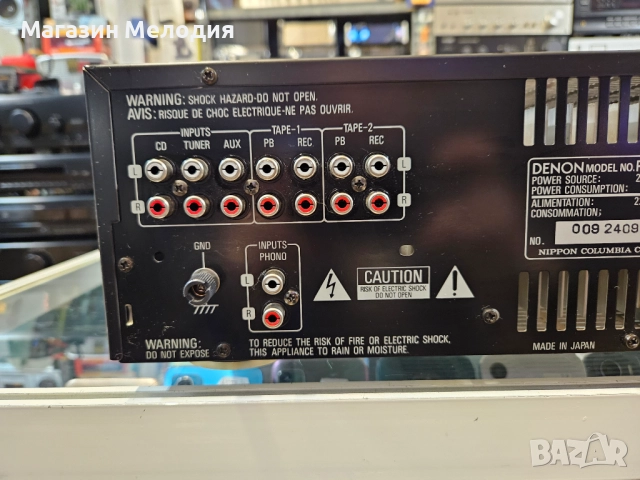 Магазин Мелодия
WARNING: SHOCK HAZARD-DO NOT OPEN.
AVIS: RISQUE DE CHOC ELECTRIQUE-NE PAS OUVRIR.
INPUTS TAPE-1 TAPE-2
CD TUNER AUX PB REC PB REC
L L
R R
GND
INPUTS
PHONO
L
R
CAUTION
RISK OF ELECTRIC SHOCK
DO NOT OPEN
WARNING: TO REDUCE THE RISK OF FIRE OR ELECTRIC SHOCK,
DO NOT EXPOSE THIS APPLIANCE TO RAIN OR MOISTURE.
DENON MODEL NO.
POWER SOURCE:
POWER CONSUMPTION:
ALIMENTATION:
CONSOMMATION:
NO. 009 2409
NIPPON COLUMBIA C
MADE IN JAPAN
bazar